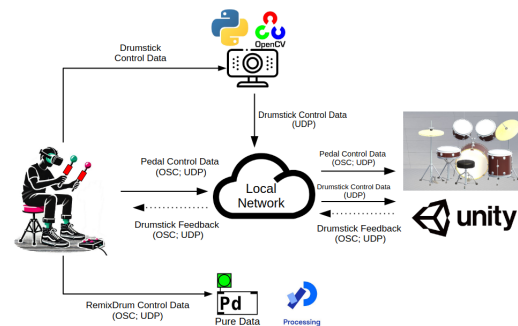 OpenCV
Drumstick
Control Data
Drumstick Control Data
(UDP)
Pedal Control Data
(OSC; UDP)
Local
Network
Pedal Control Data
(OSC; UDP)
Drumstick Control Data
(UDP)
Drumstick Feedback
(OSC; UDP)
Drumstick Feedback
(OSC; UDP)
unity
RemixDrum Control Data
(OSC; UDP)
Pd
Pure Data
Processing